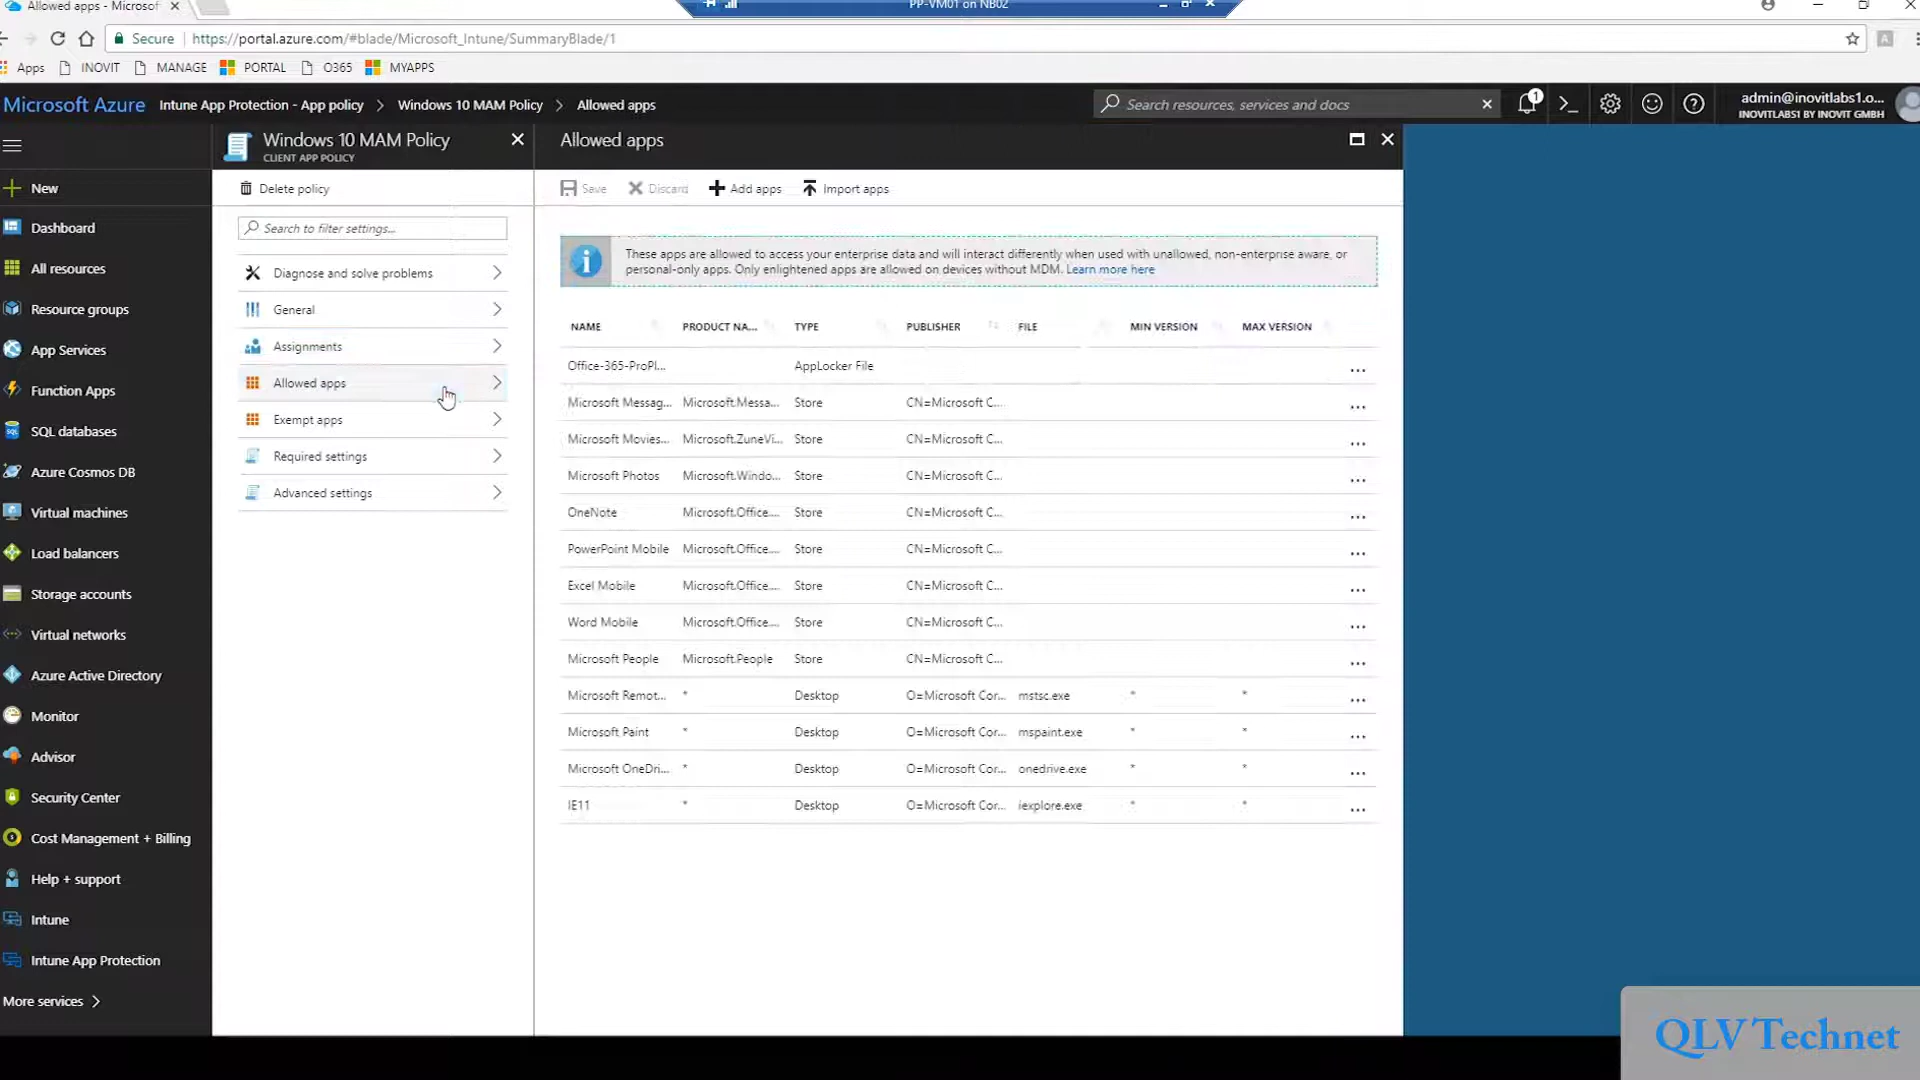 Allowed apps - Microsof
PP-VM01 on NB02
Secure https://portal.azure.com/#blade/Microsoft_Intune/SummaryBlade/1
Apps INOVIT MANAGE PORTAL O365 MYAPPS
Microsoft Azure Intune App Protection - App policy > Windows 10 MAM Policy > Allowed apps
Search resources, services and docs
1
admin@inovitlabs1.o...
INOVITLABS1 BY INOVIT GMBH
Windows 10 MAM Policy
CLIENT APP POLICY
Allowed apps
New
Dashboard
All resources
Resource groups
App Services
Function Apps
SQL databases
Azure Cosmos DB
Virtual machines
Load balancers
Storage accounts
Virtual networks
Azure Active Directory
Monitor
Advisor
Security Center
Cost Management + Billing
Help + support
Intune
Intune App Protection
More services >
Delete policy
Search to filter settings...
Diagnose and solve problems
General
Assignments
Allowed apps
Exempt apps
Required settings
Advanced settings
Save Discard Add apps Import apps
These apps are allowed to access your enterprise data and will interact differently when used with unallowed, non-enterprise aware, or
personal-only apps. Only enlightened apps are allowed on devices without MDM. Learn more here
NAME PRODUCT NA... TYPE PUBLISHER FILE MIN VERSION MAX VERSION
Office-365-ProPl... AppLocker File ...
Microsoft Messag... Microsoft.Messa... Store CN=Microsoft C... ...
Microsoft Movies... Microsoft.ZuneVi... Store CN=Microsoft C... ...
Microsoft Photos Microsoft.Windo... Store CN=Microsoft C... ...
OneNote Microsoft.Office.... Store CN=Microsoft C... ...
PowerPoint Mobile Microsoft.Office.... Store CN=Microsoft C... ...
Excel Mobile Microsoft.Office.... Store CN=Microsoft C... ...
Word Mobile Microsoft.Office.... Store CN=Microsoft C... ...
Microsoft People Microsoft.People Store CN=Microsoft C... ...
Microsoft Remot... * Desktop O=Microsoft Cor... mstsc.exe * * ...
Microsoft Paint * Desktop O=Microsoft Cor... mspaint.exe * * ...
Microsoft OneDri... * Desktop O=Microsoft Cor... onedrive.exe * * ...
IE11 * Desktop O=Microsoft Cor... iexplore.exe * * ...
QLV Technet